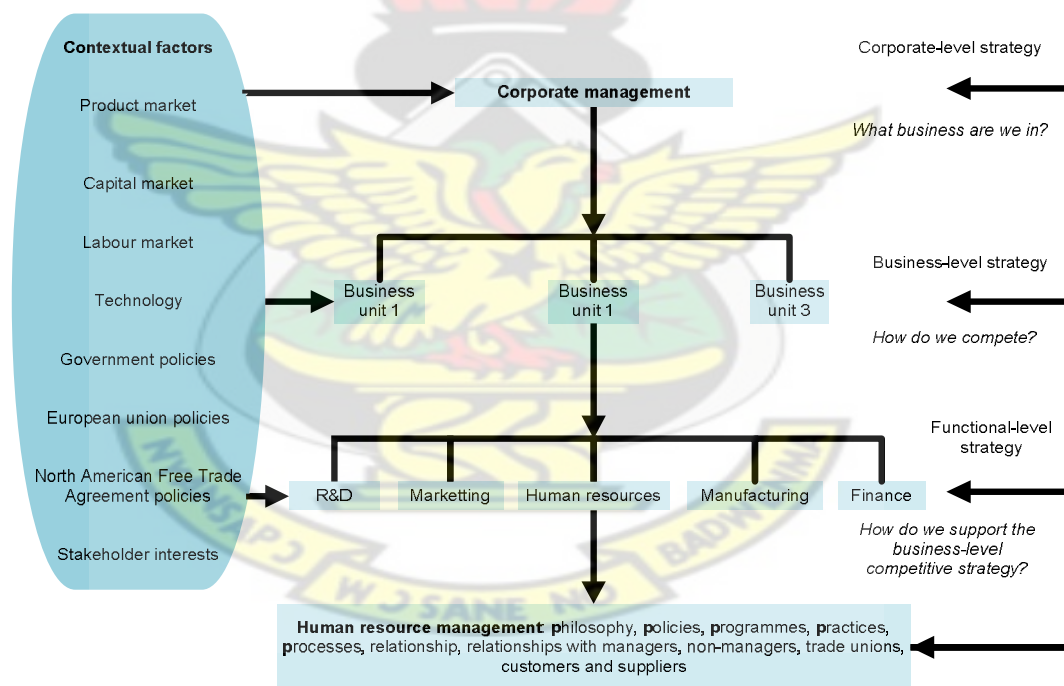 Contextual factors
Product market
Capital market
Labour market
Technology
Government policies
European union policies
North American Free Trade
Agreement policies
Stakeholder interests
Corporate management
Business
unit 1
Business
unit 1
Business
unit 3
R&D
Marketting
Human resources
Manufacturing
Finance
Human resource management: philosophy, policies, programmes, practices,
processes, relationship, relationships with managers, non-managers, trade unions,
customers and suppliers
Corporate-level strategy
What business are we in?
Business-level strategy
How do we compete?
Functional-level
strategy
How do we support the
business-level
competitive strategy?
NYANSAPƆ
WƆSANE NO
BADWENMA